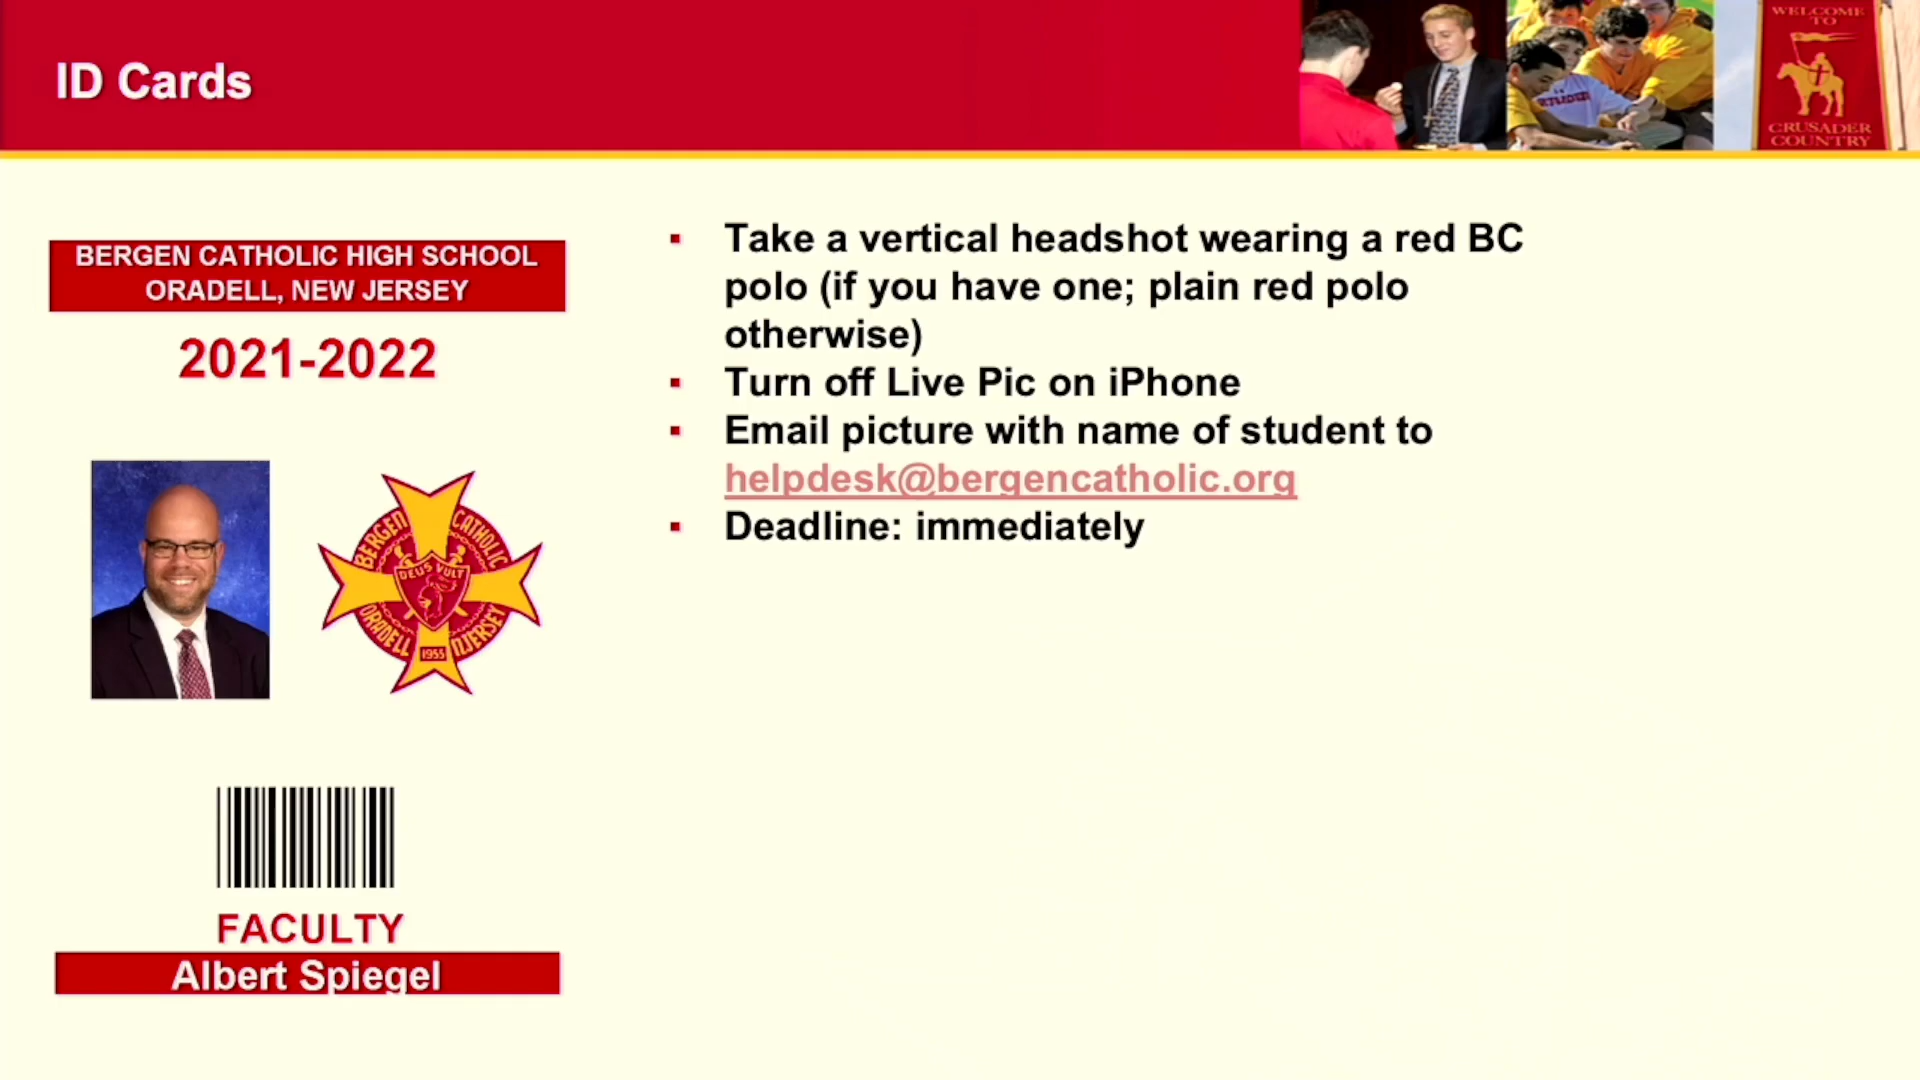 ID Cards
WELCOME
TO
CRUSADER
COUNTRY
BERGEN CATHOLIC HIGH SCHOOL
ORADELL, NEW JERSEY
2021-2022
BERGEN CATHOLIC
DEUS VULT
ORADELL N.JERSEY
1955
FACULTY
Albert Spiegel
▪ Take a vertical headshot wearing a red BC
polo (if you have one; plain red polo
otherwise)
▪ Turn off Live Pic on iPhone
▪ Email picture with name of student to
helpdesk@bergencatholic.org
▪ Deadline: immediately